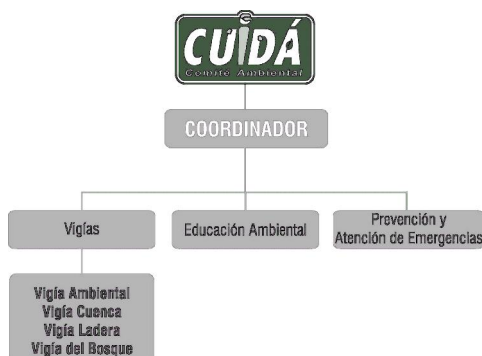 CUIDÁ
Comité Ambiental
COORDINADOR
Vigías
Educación Ambiental
Prevención y
Atención de Emergencias
Vigía Ambiental
Vigía Cuenca
Vigía Ladera
Vigía del Bosque